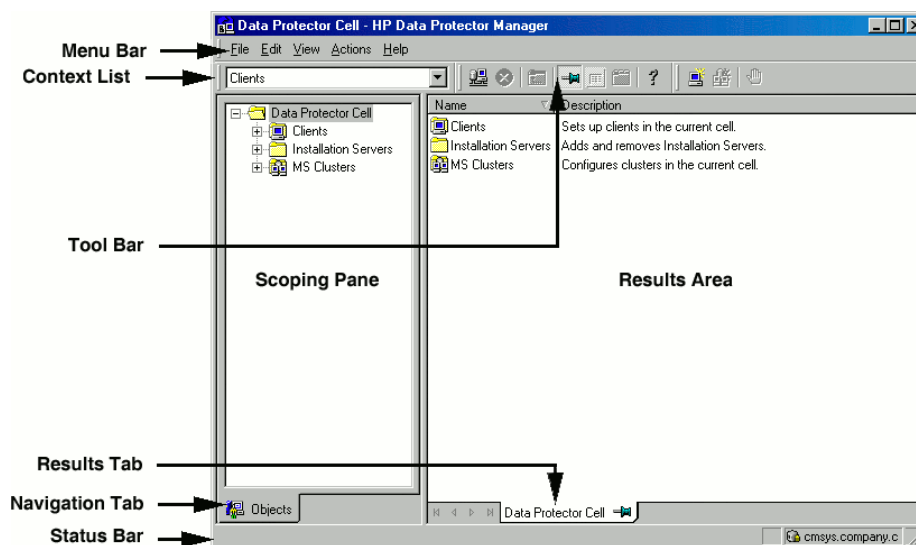 Data Protector Cell - HP Data Protector Manager
Menu Bar
File Edit View Actions Help
Context List
Clients
?
Name Description
Data Protector Cell
Clients
Installation Servers
MS Clusters
Clients Sets up clients in the current cell.
Installation Servers Adds and removes Installation Servers.
MS Clusters Configures clusters in the current cell.
Tool Bar
Scoping Pane
Results Area
Results Tab
Navigation Tab
Objects
Data Protector Cell
Status Bar
cmsys.company.c